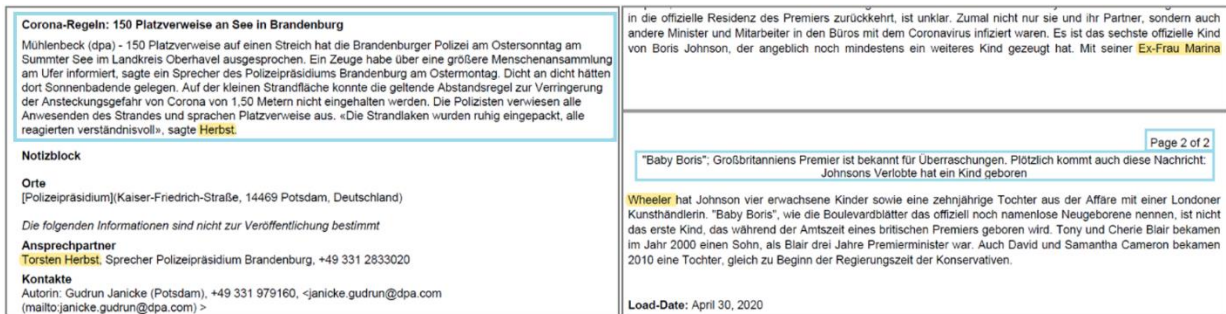 Corona-Regeln: 150 Platzverweise an See in Brandenburg
Mühlenbeck (dpa) - 150 Platzverweise auf einen Streich hat die Brandenburger Polizei am Ostersonntag am
Summter See im Landkreis Oberhavel ausgesprochen. Ein Zeuge habe über eine größere Menschenansammlung
am Ufer informiert, sagte ein Sprecher des Polizeipräsidiums Brandenburg am Ostermontag. Dicht an dicht hätten
dort Sonnenbadende gelegen. Auf der kleinen Strandfläche konnte die geltende Abstandsregel zur Verringerung
der Ansteckungsgefahr von Corona von 1,50 Metern nicht eingehalten werden. Die Polizisten verwiesen alle
Anwesenden des Strandes und sprachen Platzverweise aus. «Die Strandlaken wurden ruhig eingepackt, alle
reagierten verständnisvoll», sagte Herbst.
Notizblock
Orte
[Polizeipräsidium](Kaiser-Friedrich-Straße, 14469 Potsdam, Deutschland)
Die folgenden Informationen sind nicht zur Veröffentlichung bestimmt
Ansprechpartner
Torsten Herbst, Sprecher Polizeipräsidium Brandenburg, +49 331 2833020
Kontakte
Autorin: Gudrun Janicke (Potsdam), +49 331 979160, <janicke.gudrun@dpa.com
(mailto:janicke.gudrun@dpa.com) >
in die offizielle Residenz des Premiers zurückkehrt, ist unklar. Zumal nicht nur sie und ihr Partner, sondern auch
andere Minister und Mitarbeiter in den Büros mit dem Coronavirus infiziert waren. Es ist das sechste offizielle Kind
von Boris Johnson, der angeblich noch mindestens ein weiteres Kind gezeugt hat. Mit seiner Ex-Frau Marina
Page 2 of 2
"Baby Boris": Großbritanniens Premier ist bekannt für Überraschungen. Plötzlich kommt auch diese Nachricht:
Johnsons Verlobte hat ein Kind geboren
Wheeler hat Johnson vier erwachsene Kinder sowie eine zehnjährige Tochter aus der Affäre mit einer Londoner
Kunsthändlerin. "Baby Boris", wie die Boulevardblätter das offiziell noch namenlose Neugeborene nennen, ist nicht
das erste Kind, das während der Amtszeit eines britischen Premiers geboren wird. Tony und Cherie Blair bekamen
im Jahr 2000 einen Sohn, als Blair drei Jahre Premierminister war. Auch David und Samantha Cameron bekamen
2010 eine Tochter, gleich zu Beginn der Regierungszeit der Konservativen.
Load-Date: April 30, 2020